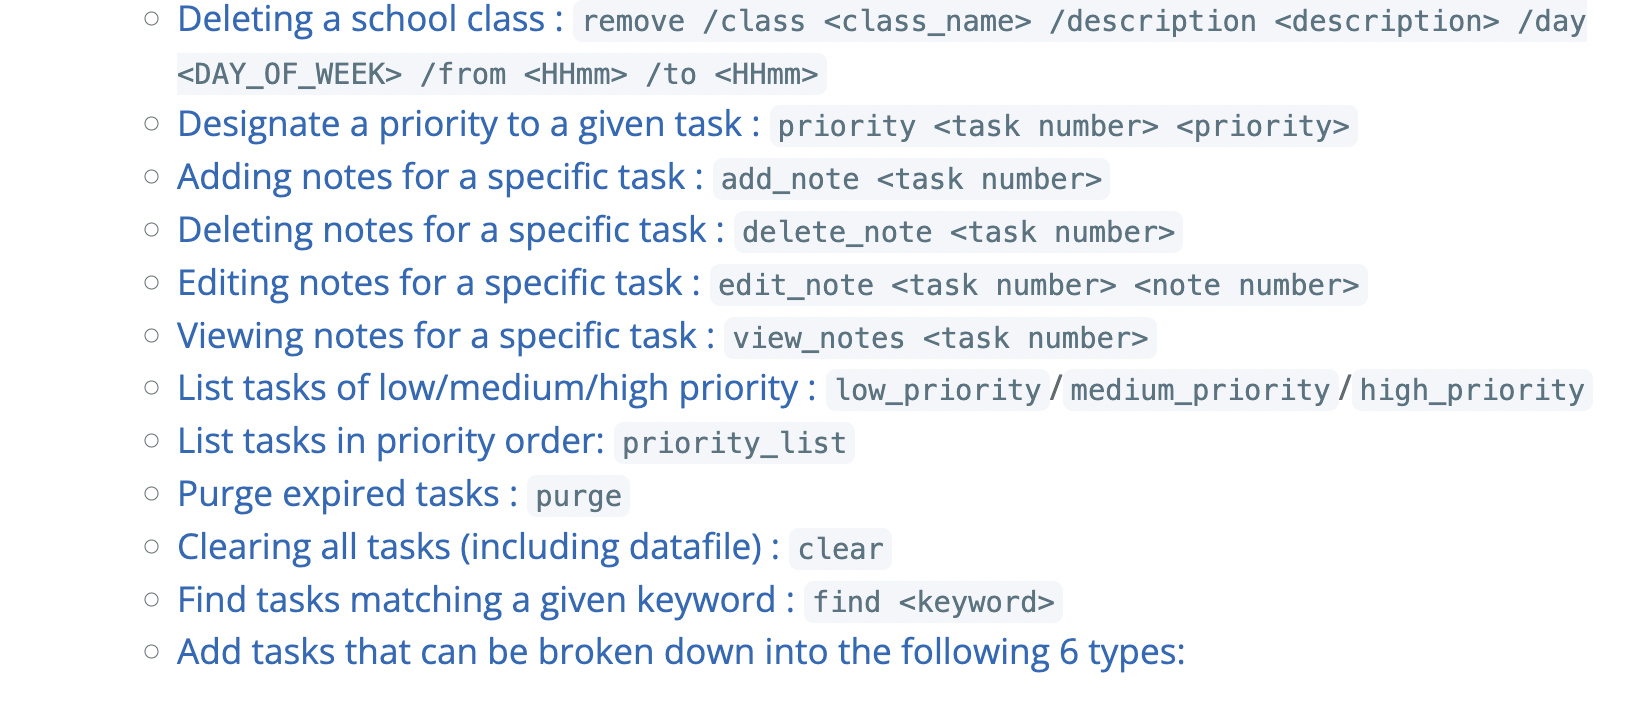 Deleting a school class : remove /class <class_name> /description <description> /day
<DAY_OF_WEEK> /from <HHmm> /to <HHmm>
Designate a priority to a given task : priority <task number> <priority>
Adding notes for a specific task : add_note <task number>
Deleting notes for a specific task : delete_note <task number>
Editing notes for a specific task : edit_note <task number> <note number>
Viewing notes for a specific task : view_notes <task number>
List tasks of low/medium/high priority : low_priority/medium_priority/high_priority
List tasks in priority order: priority_list
Purge expired tasks : purge
Clearing all tasks (including datafile) : clear
Find tasks matching a given keyword : find <keyword>
Add tasks that can be broken down into the following 6 types: